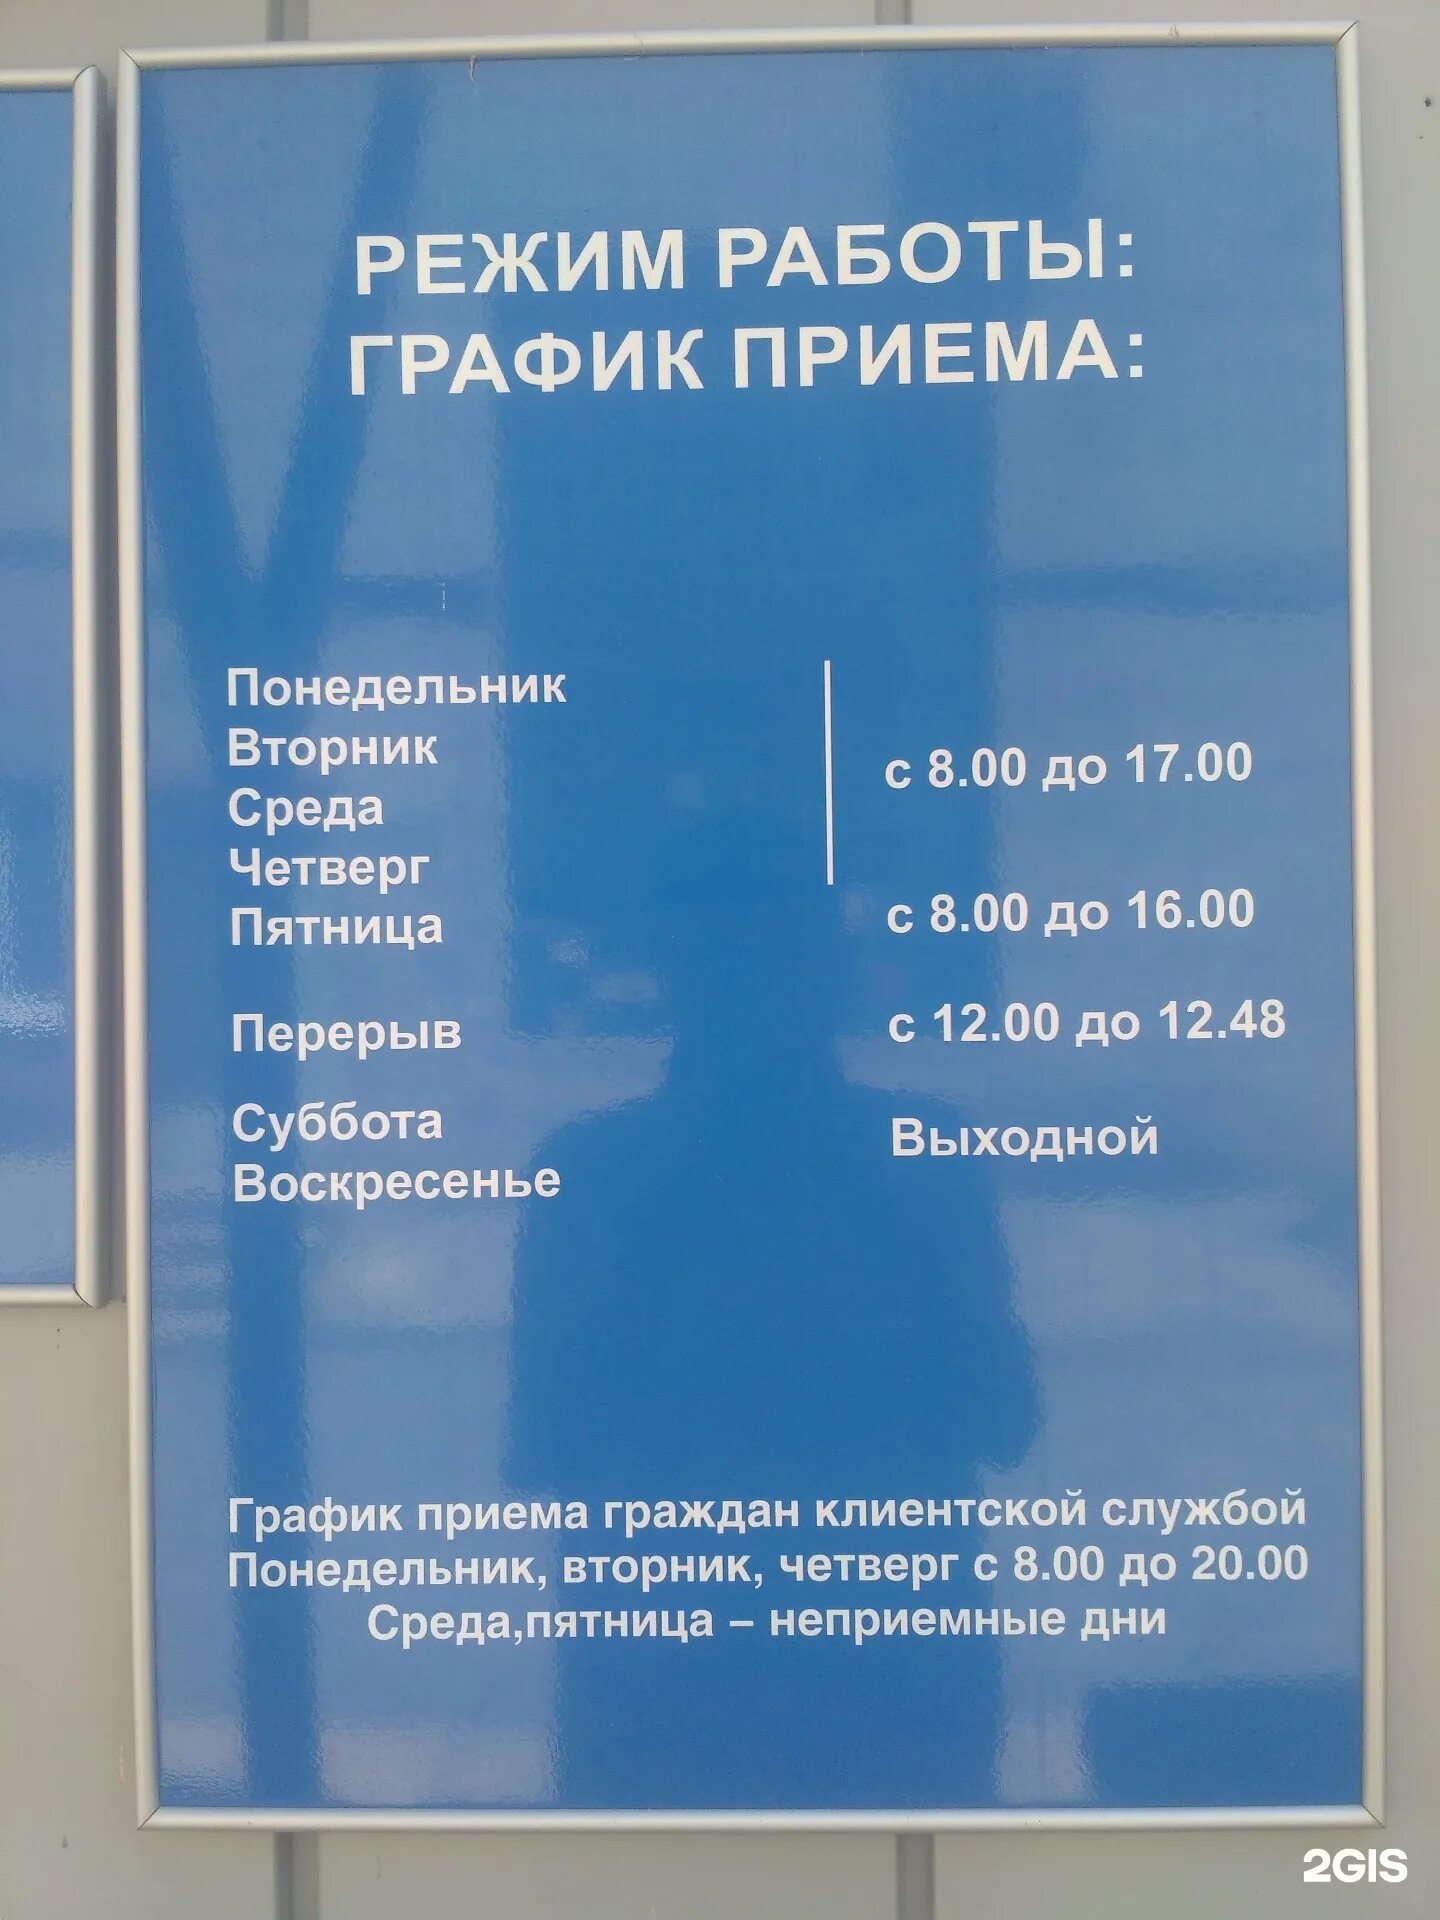 РЕЖИМ РАБОТЫ:
ГРАФИК ПРИЕМА:
Понедельник
Вторник
Среда
Четверг
с 8.00 до 17.00
Пятница с 8.00 до 16.00
Перерыв с 12.00 до 12.48
Суббота
Воскресенье
Выходной
График приема граждан клиентской службой
Понедельник, вторник, четверг с 8.00 до 20.00
Среда,пятница – неприемные дни
2GIS